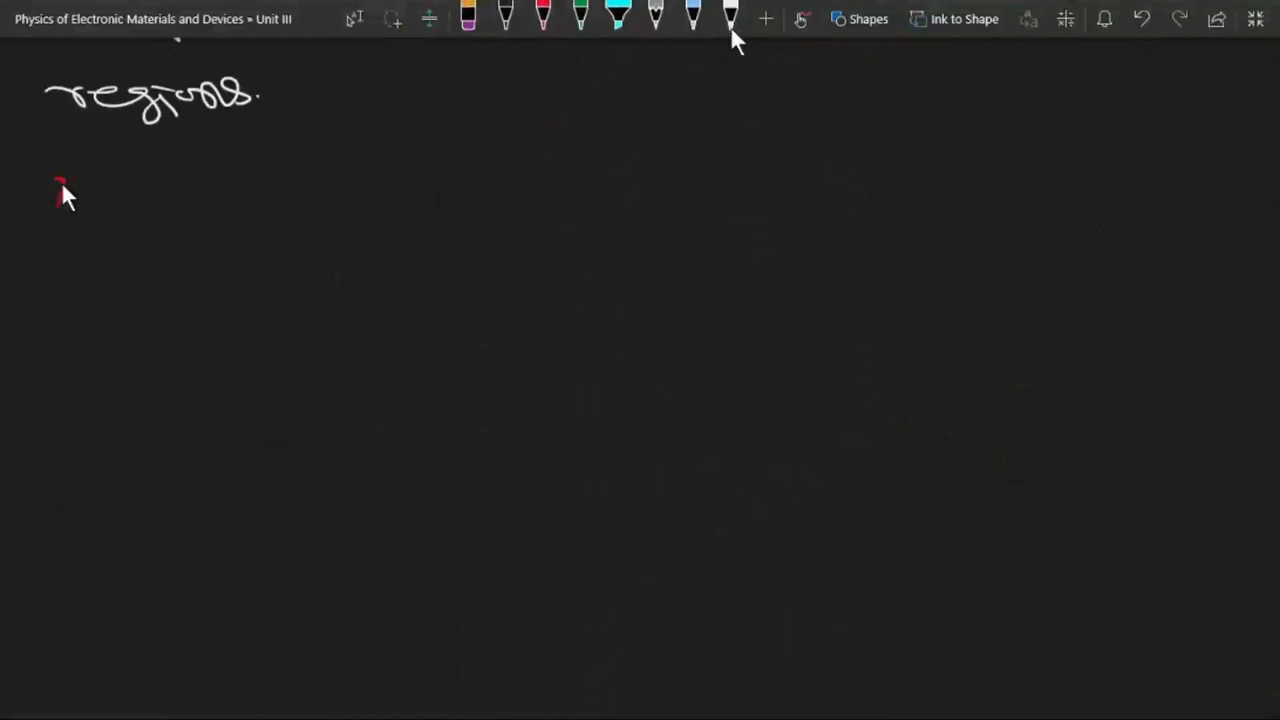 Physics of Electronic Materials and Devices » Unit III Shapes Ink to Shape
regions.